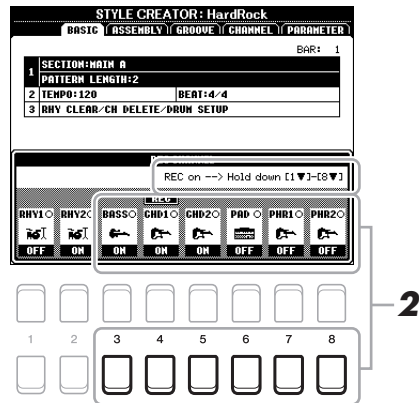 STYLE CREATOR: HardRock
BASIC ASSEMBLY GROOVE CHANNEL PARAMETER
BAR: 1
1 SECTION:MAIN A
PATTERN LENGTH:2
2 TEMPO:120 BEAT:4/4
3 RHY CLEAR/CH DELETE/DRUM SETUP
REC on --> Hold down [1▼]-[8▼]
REC
RHY1 RHY2 BASS CHD1 CHD2 PAD PHR1 PHR2
OFF ON ON ON ON OFF OFF OFF
2
1 2 3 4 5 6 7 8